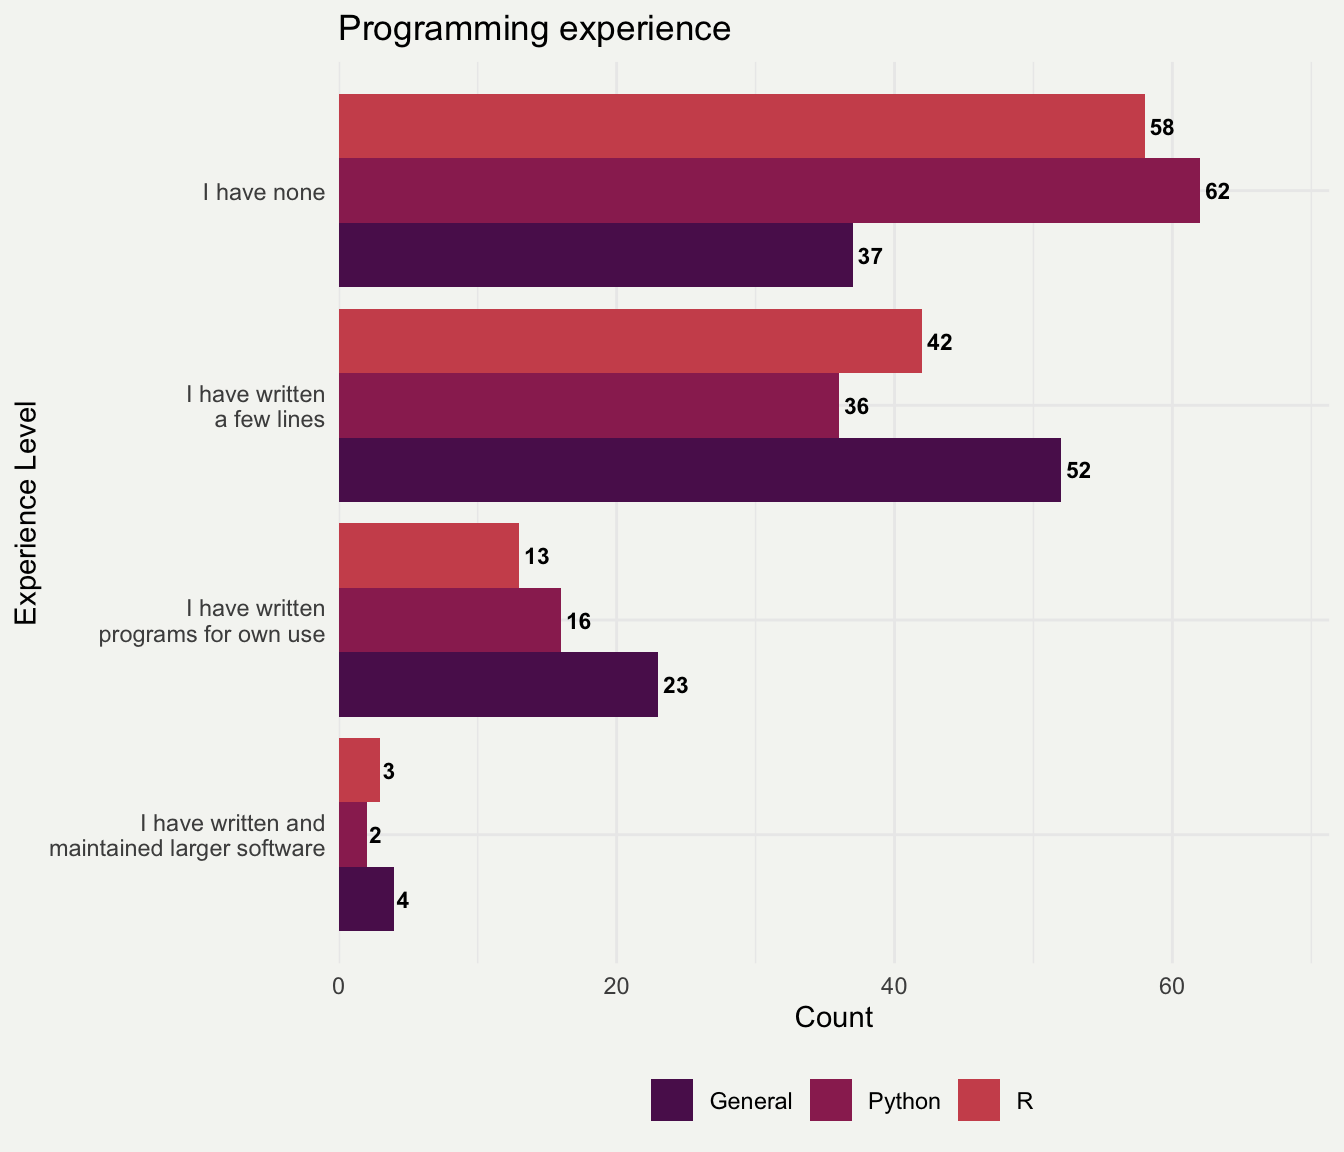 Programming experience
Experience Level
I have none
58
62
37
I have written
a few lines
42
36
52
I have written
programs for own use
13
16
23
I have written and
maintained larger software
3
2
4
0 20 40 60
Count
General Python R